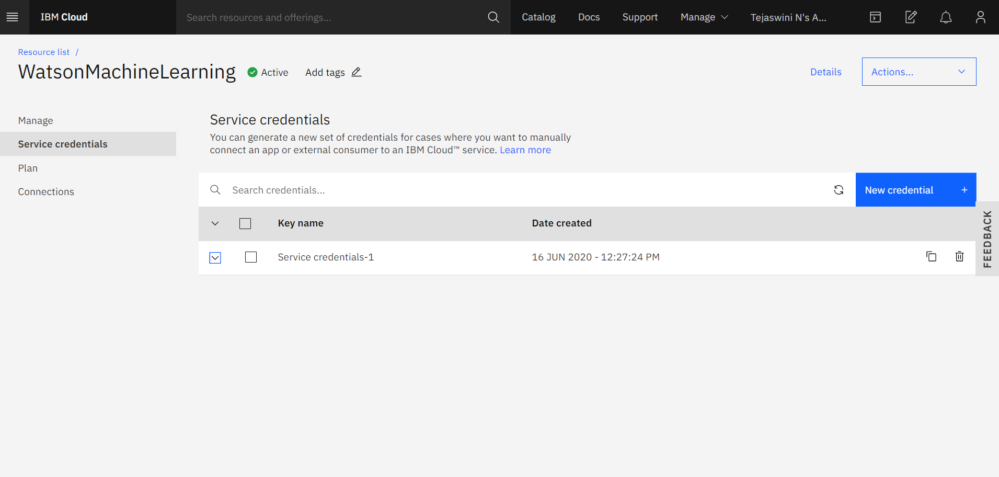 IBM Cloud
Search resources and offerings...
Catalog
Docs
Support
Manage
Tejaswini N's A...
Resource list /
WatsonMachineLearning
Active
Add tags
Details
Actions...
Manage
Service credentials
Plan
Connections
Service credentials
You can generate a new set of credentials for cases where you want to manually
connect an app or external consumer to an IBM Cloud™ service. Learn more
Search credentials...
New credential +
Key name
Date created
Service credentials-1
16 JUN 2020 - 12:27:24 PM
FEEDBACK